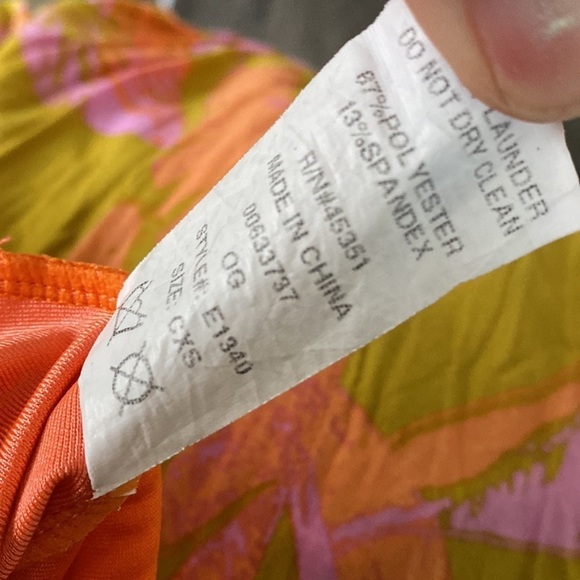 LAUNDER
DO NOT DRY CLEAN
87%POLYESTER
13%SPANDEX
R/N#45351
MADE IN CHINA
00633737
OG
STYLE#: E1340
SIZE: CXS